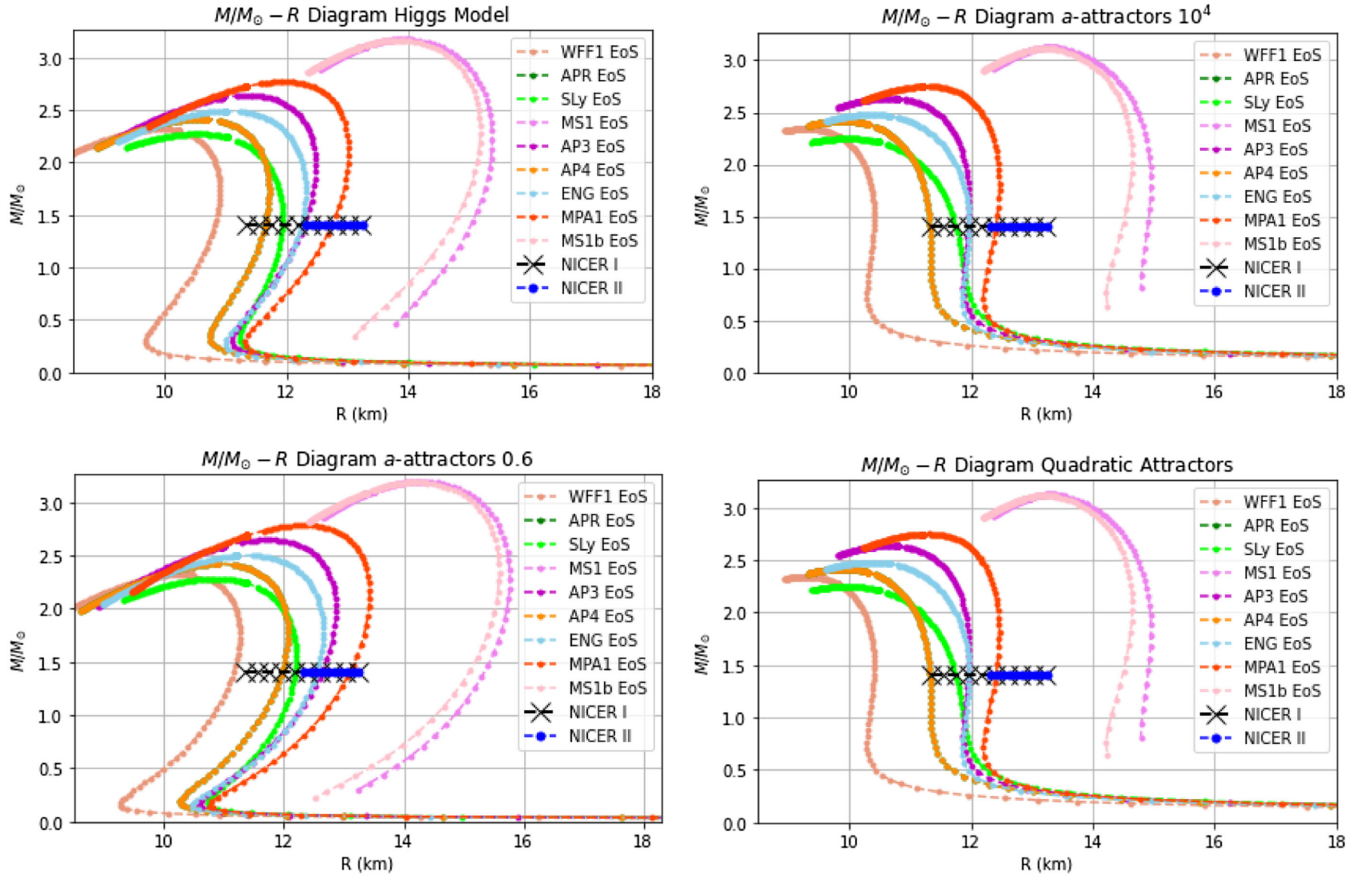 M/M⊙ − R Diagram Higgs Model
M/M⊙
3.0
2.5
2.0
1.5
1.0
0.5
0.0
10 12 14 16 18
R (km)
WFF1 EoS
APR EoS
SLy EoS
MS1 EoS
AP3 EoS
AP4 EoS
ENG EoS
MPA1 EoS
MS1b EoS
NICER I
NICER II
M/M⊙ − R Diagram a-attractors 10⁴
M/M⊙
3.0
2.5
2.0
1.5
1.0
0.5
0.0
10 12 14 16 18
R (km)
WFF1 EoS
APR EoS
SLy EoS
MS1 EoS
AP3 EoS
AP4 EoS
ENG EoS
MPA1 EoS
MS1b EoS
NICER I
NICER II
M/M⊙ − R Diagram a-attractors 0.6
M/M⊙
3.0
2.5
2.0
1.5
1.0
0.5
0.0
10 12 14 16 18
R (km)
WFF1 EoS
APR EoS
SLy EoS
MS1 EoS
AP3 EoS
AP4 EoS
ENG EoS
MPA1 EoS
MS1b EoS
NICER I
NICER II
M/M⊙ − R Diagram Quadratic Attractors
M/M⊙
3.0
2.5
2.0
1.5
1.0
0.5
0.0
10 12 14 16 18
R (km)
WFF1 EoS
APR EoS
SLy EoS
MS1 EoS
AP3 EoS
AP4 EoS
ENG EoS
MPA1 EoS
MS1b EoS
NICER I
NICER II